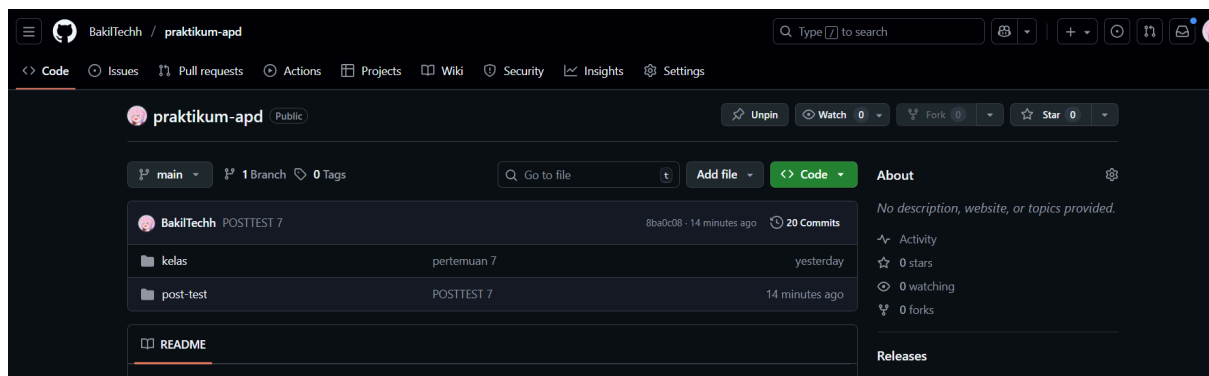 BakilTechh / praktikum-apd Type / to search
Code Issues Pull requests Actions Projects Wiki Security Insights Settings
praktikum-apd Public Unpin Watch 0 Fork 0 Star 0
main 1 Branch 0 Tags Go to file t Add file Code About
No description, website, or topics provided.
BakilTechh POSTTEST 7 8ba0c08 · 14 minutes ago 20 Commits
Activity
kelas pertemuan 7 yesterday
0 stars
0 watching
post-test POSTTEST 7 14 minutes ago
0 forks
README
Releases